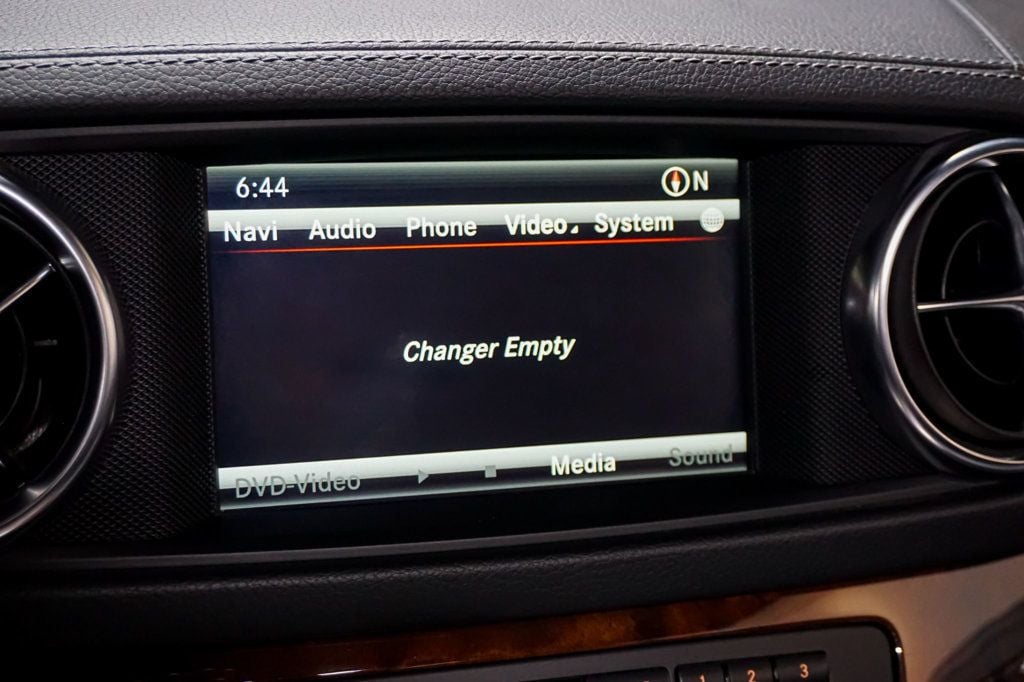 6:44 N
Navi Audio Phone Video System
Changer Empty
DVD-Video Media Sound
1 2 3